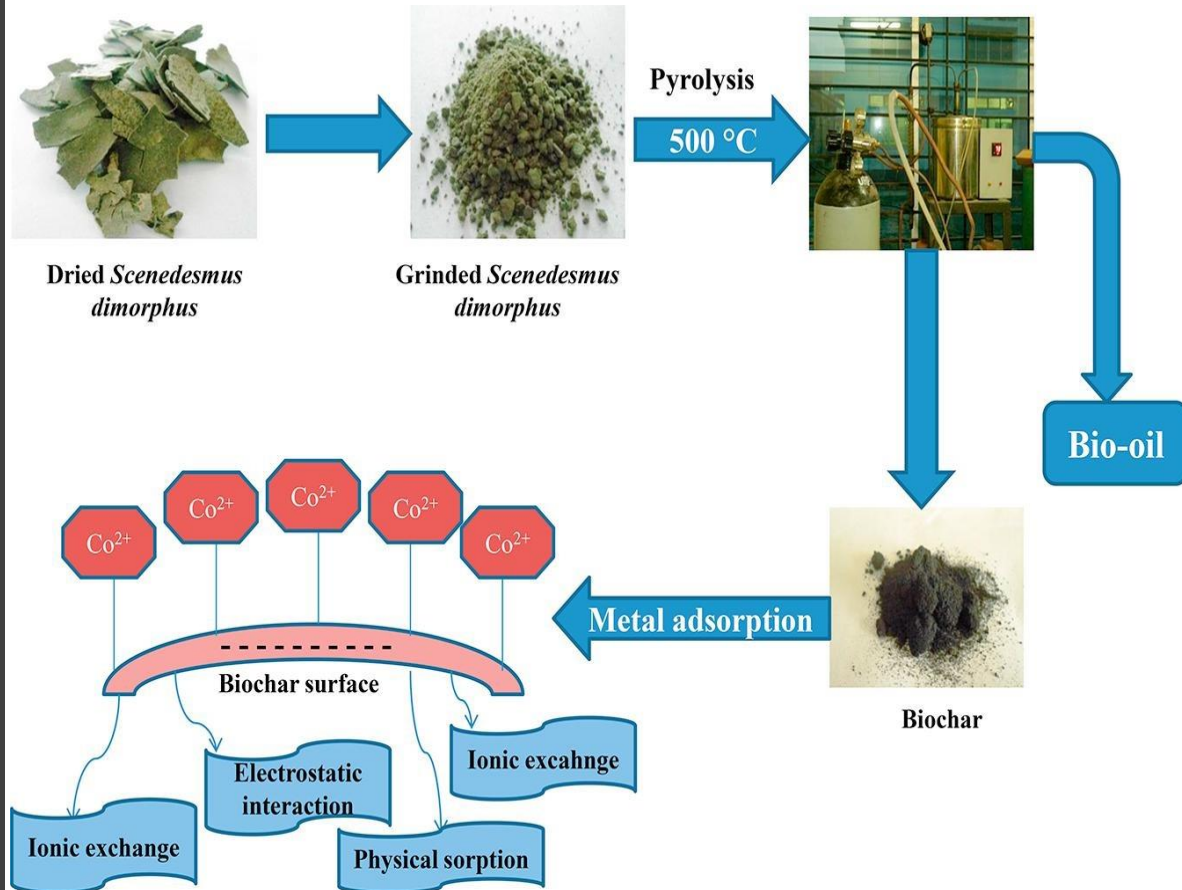 Pyrolysis
500 °C
Dried Scenedesmus
dimorphus
Grinded Scenedesmus
dimorphus
Bio-oil
Co²⁺
Co²⁺
Co²⁺
Co²⁺
Co²⁺
Metal adsorption
Biochar surface
Biochar
Ionic excahnge
Electrostatic
interaction
Ionic exchange
Physical sorption